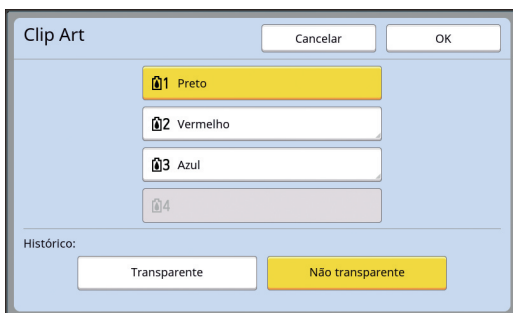 Clip Art
Cancelar
OK
1 Preto
2 Vermelho
3 Azul
4
Histórico:
Transparente
Não transparente